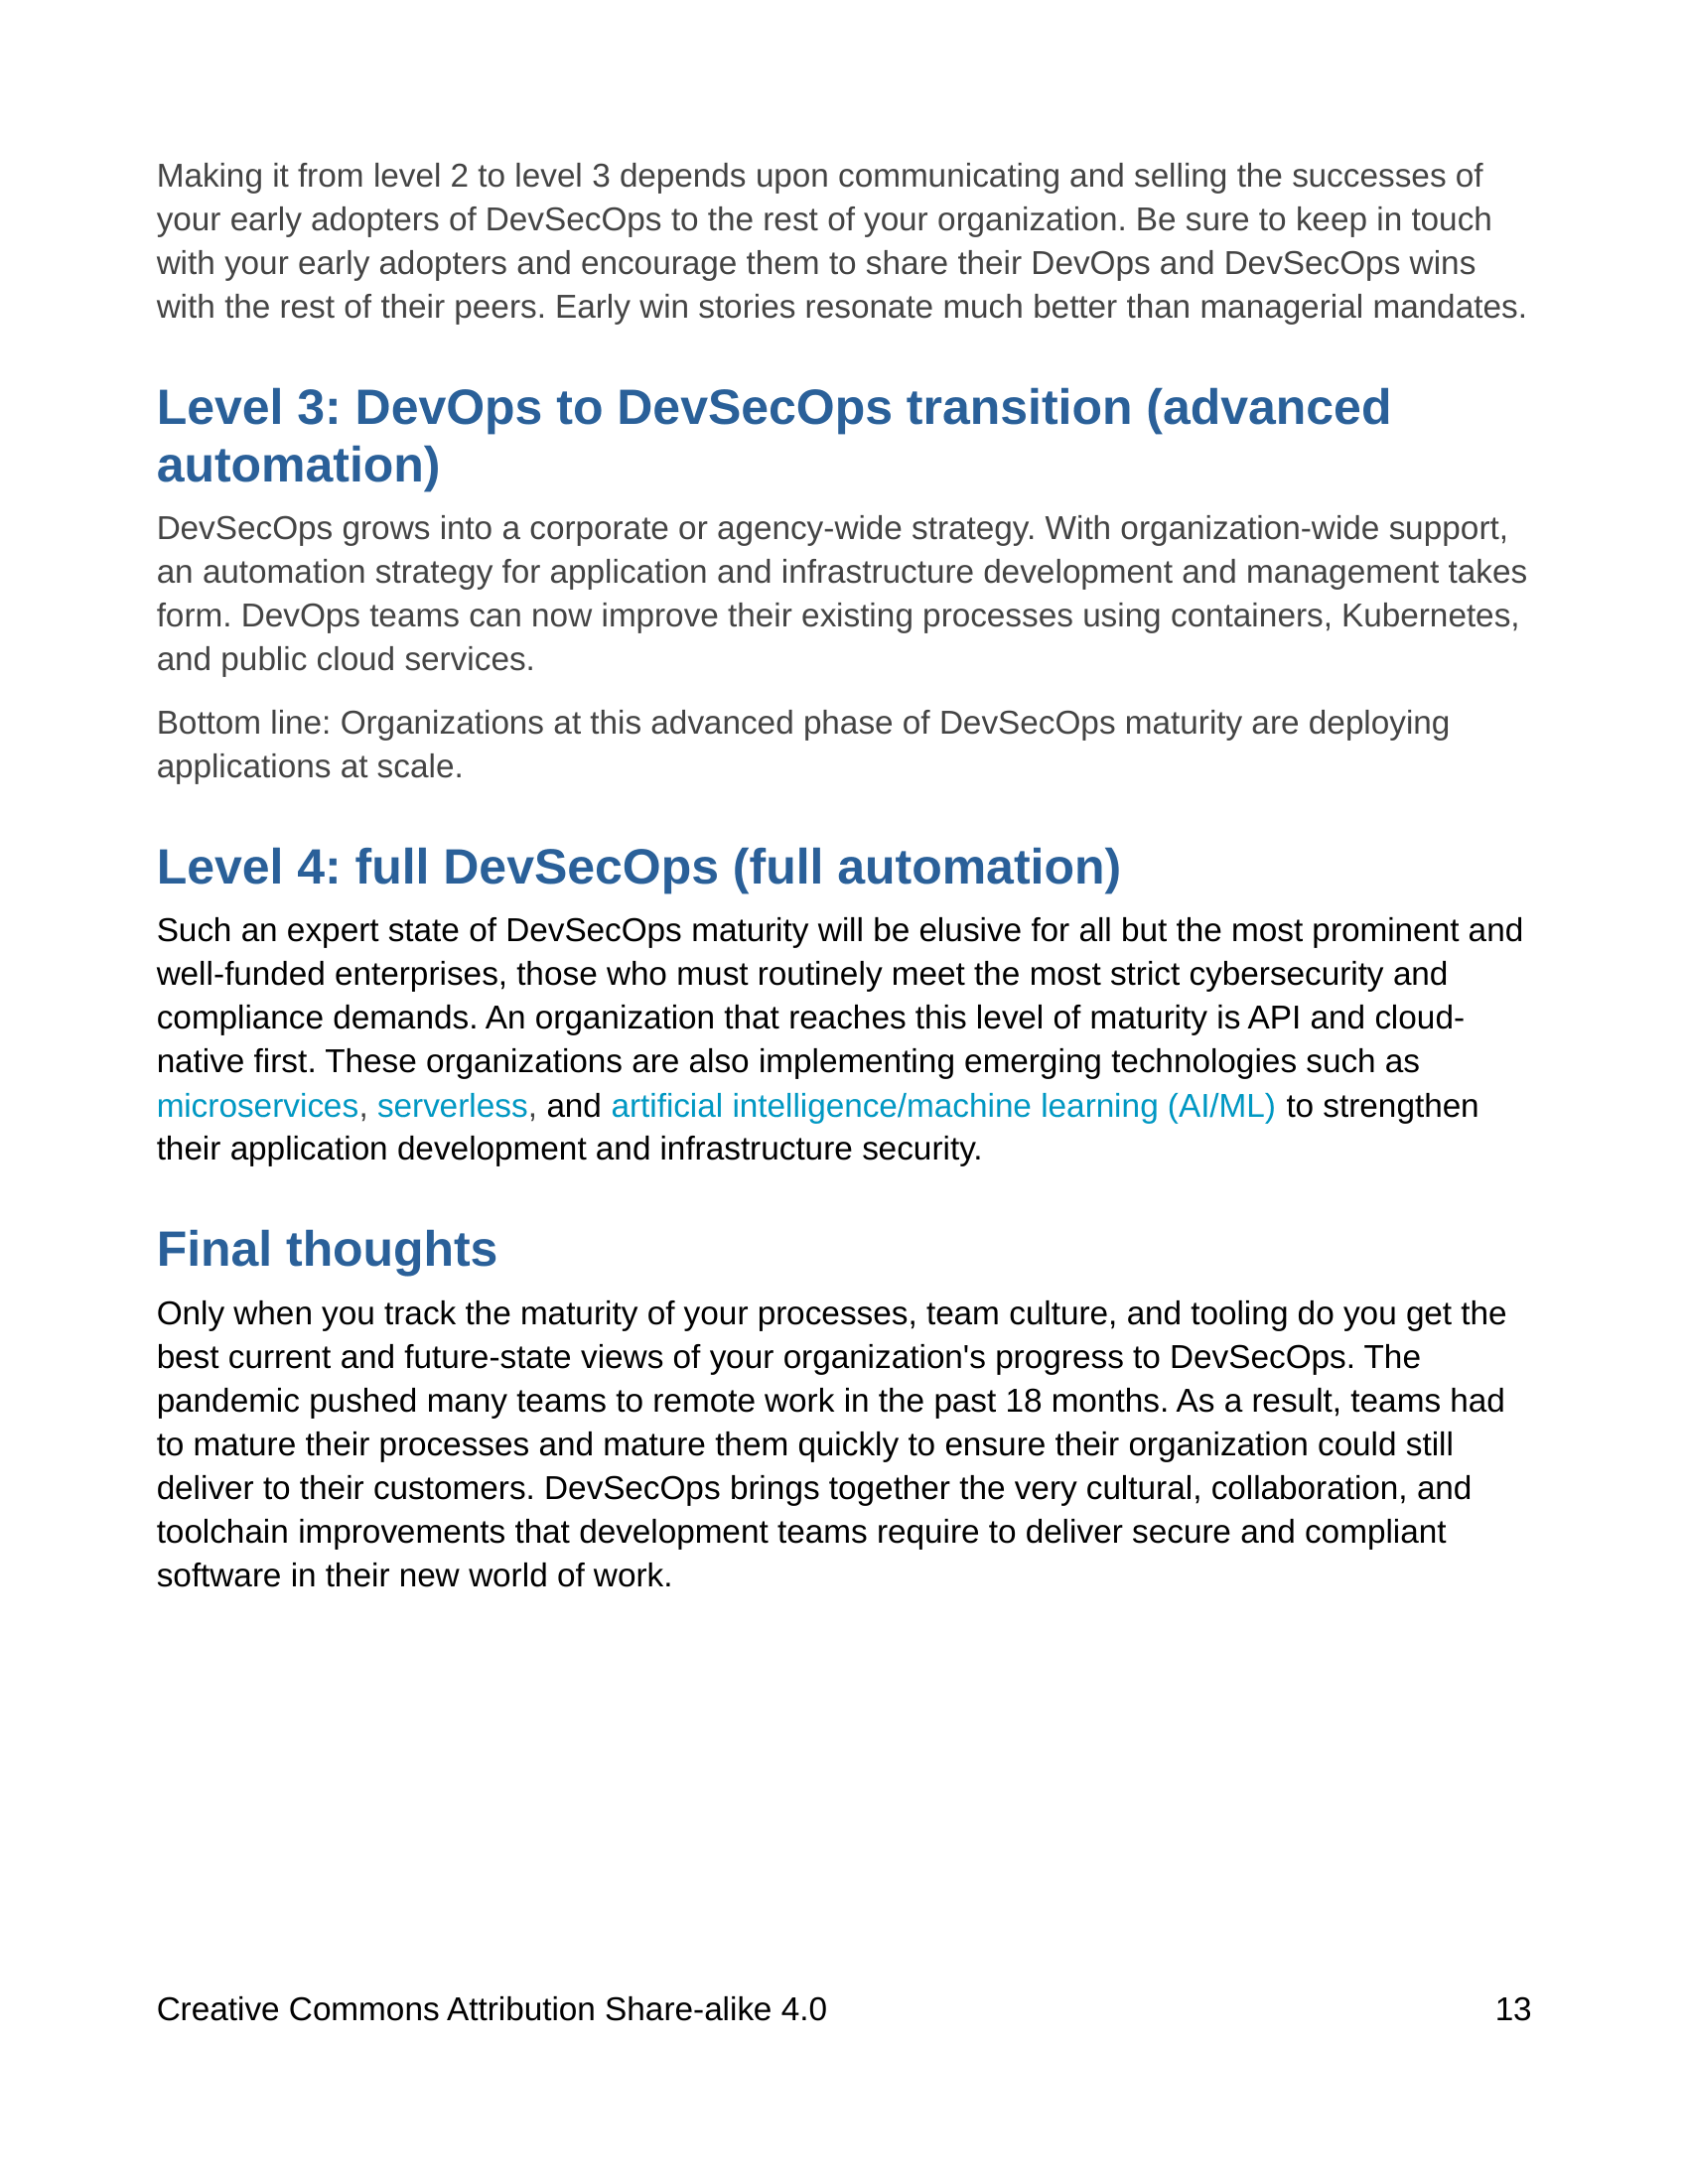 Making it from level 2 to level 3 depends upon communicating and selling the successes of
your early adopters of DevSecOps to the rest of your organization. Be sure to keep in touch
with your early adopters and encourage them to share their DevOps and DevSecOps wins
with the rest of their peers. Early win stories resonate much better than managerial mandates.
Level 3: DevOps to DevSecOps transition (advanced
automation)
DevSecOps grows into a corporate or agency-wide strategy. With organization-wide support,
an automation strategy for application and infrastructure development and management takes
form. DevOps teams can now improve their existing processes using containers, Kubernetes,
and public cloud services.
Bottom line: Organizations at this advanced phase of DevSecOps maturity are deploying
applications at scale.
Level 4: full DevSecOps (full automation)
Such an expert state of DevSecOps maturity will be elusive for all but the most prominent and
well-funded enterprises, those who must routinely meet the most strict cybersecurity and
compliance demands. An organization that reaches this level of maturity is API and cloud-
native first. These organizations are also implementing emerging technologies such as
microservices, serverless, and artificial intelligence/machine learning (AI/ML) to strengthen
their application development and infrastructure security.
Final thoughts
Only when you track the maturity of your processes, team culture, and tooling do you get the
best current and future-state views of your organization's progress to DevSecOps. The
pandemic pushed many teams to remote work in the past 18 months. As a result, teams had
to mature their processes and mature them quickly to ensure their organization could still
deliver to their customers. DevSecOps brings together the very cultural, collaboration, and
toolchain improvements that development teams require to deliver secure and compliant
software in their new world of work.
Creative Commons Attribution Share-alike 4.0 13